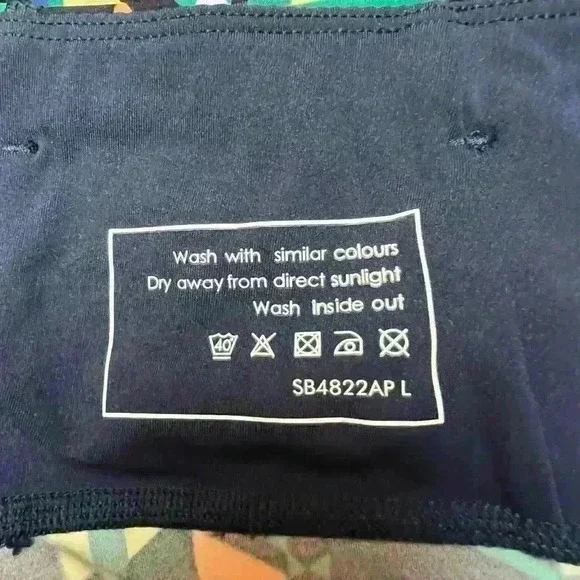 Wash with similar colours
Dry away from direct sunlight
Wash Inside out
40
SB4822AP L